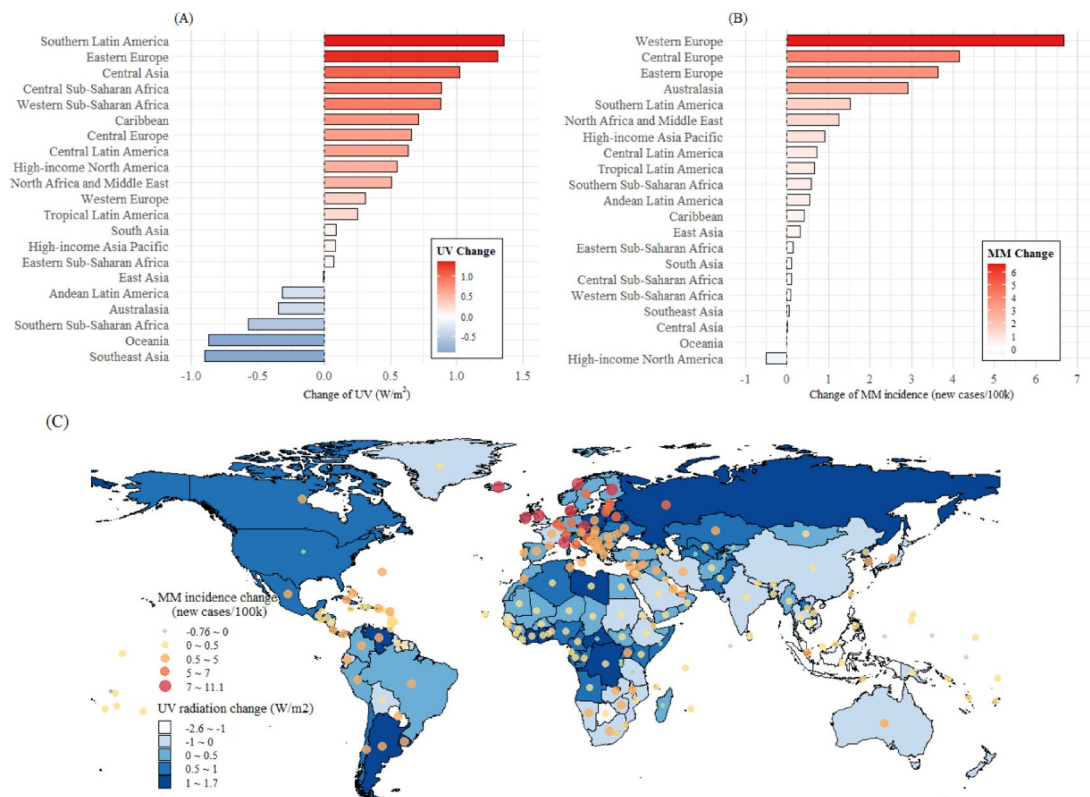 (A)
Southern Latin America
Eastern Europe
Central Asia
Central Sub-Saharan Africa
Western Sub-Saharan Africa
Caribbean
Central Europe
Central Latin America
High-income North America
North Africa and Middle East
Western Europe
Tropical Latin America
South Asia
High-income Asia Pacific
Eastern Sub-Saharan Africa
East Asia
Andean Latin America
Australasia
Southern Sub-Saharan Africa
Oceania
Southeast Asia
UV Change
1.0
0.5
0.0
-0.5
-1.0 -0.5 0.0 0.5 1.0 1.5
Change of UV (W/m²)
(B)
Western Europe
Central Europe
Eastern Europe
Australasia
Southern Latin America
North Africa and Middle East
High-income Asia Pacific
Central Latin America
Tropical Latin America
Southern Sub-Saharan Africa
Andean Latin America
Caribbean
East Asia
Eastern Sub-Saharan Africa
South Asia
Central Sub-Saharan Africa
Western Sub-Saharan Africa
Southeast Asia
Central Asia
Oceania
High-income North America
MM Change
6
5
4
3
2
1
0
-1 0 1 2 3 4 5 6 7
Change of MM incidence (new cases/100k)
(C)
MM incidence change
(new cases/100k)
-0.76 ~ 0
0 ~ 0.5
0.5 ~ 5
5 ~ 7
7 ~ 11.1
UV radiation change (W/m2)
-2.6 ~ -1
-1 ~ 0
0 ~ 0.5
0.5 ~ 1
1 ~ 1.7